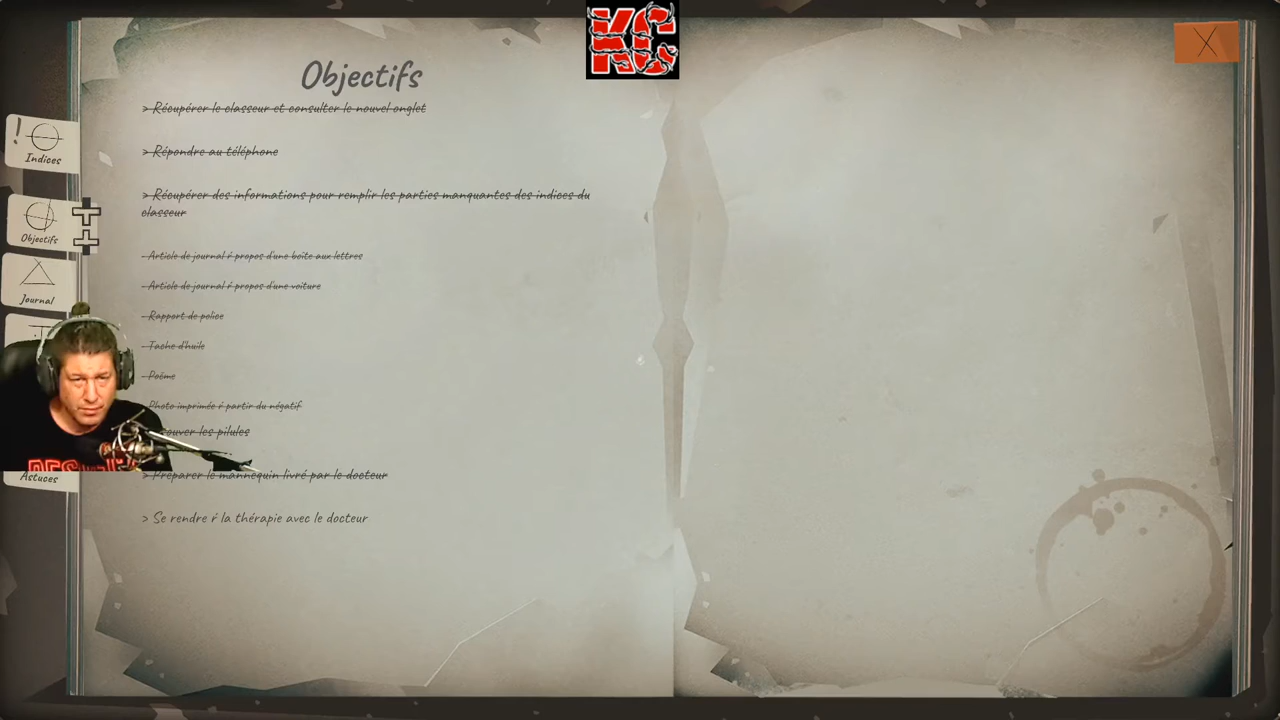 KC
Objectifs
> Récupérer le classeur et consulter le nouvel onglet
> Répondre au téléphone
> Récupérer des informations pour remplir les parties manquantes des indices du
classeur
- Article de journal ŕ propos d'une boîte aux lettres
- Article de journal ŕ propos d'une voiture
- Rapport de police
- Tache d'huile
- Poème
Photo imprimée ŕ partir du négatif
les pilules
> Préparer le mannequin livré par le docteur
> Se rendre ŕ la thérapie avec le docteur
! Indices
Objectifs
Journal
Astuces
X